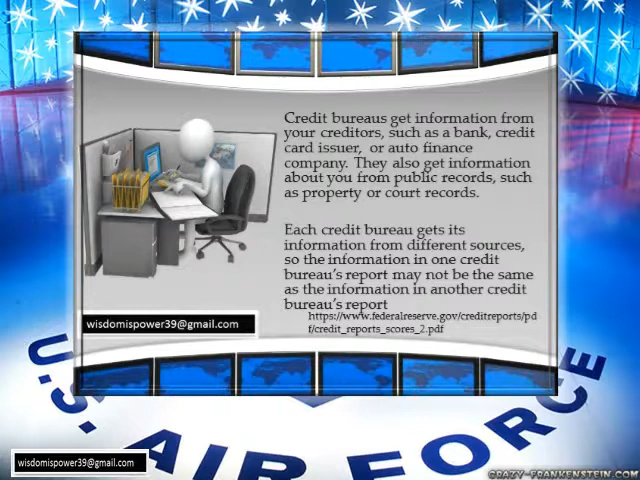 Credit bureaus get information from
your creditors, such as a bank, credit
card issuer, or auto finance
company. They also get information
about you from public records, such
as property or court records.
Each credit bureau gets its
information from different sources,
so the information in one credit
bureau's report may not be the same
as the information in another credit
bureau's report
https://www.federalreserve.gov/creditreports/pd
f/credit_reports_scores_2.pdf
wisdomispower39@gmail.com
U.S. AIR FORCE
wisdomispower39@gmail.com
CRAZY-FRANKENSTEIN.COM